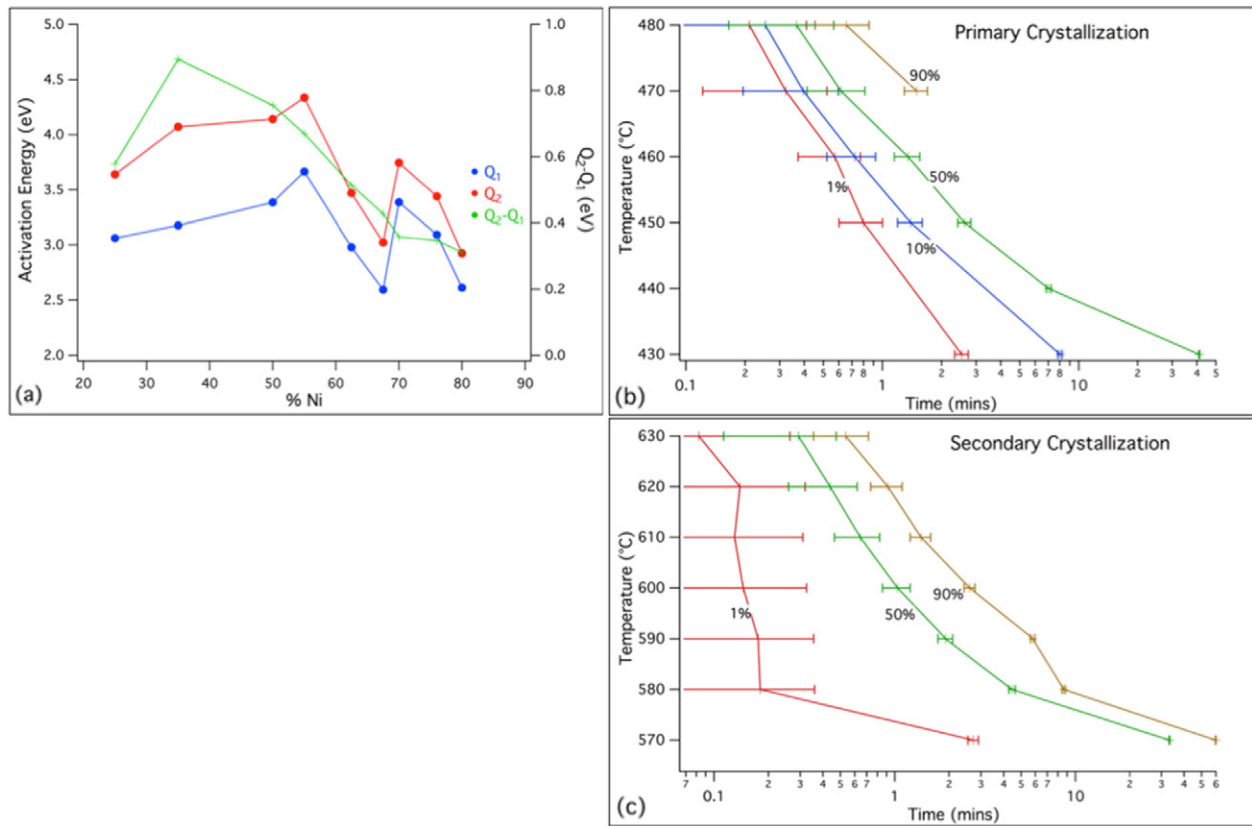 5.0
4.5
4.0
3.5
3.0
2.5
2.0
Activation Energy (eV)
20 30 40 50 60 70 80 90
% Ni
1.0
0.8
0.6
0.4
0.2
0.0
Q2-Q1 (eV)
Q1
Q2
Q2-Q1
(a)
Primary Crystallization
480
470
460
450
440
430
Temperature (°C)
90%
50%
1%
10%
0.1 2 3 4 5 6 7 8 1 2 3 4 5 6 7 8 10 2 3 4 5
Time (mins)
(b)
Secondary Crystallization
630
620
610
600
590
580
570
Temperature (°C)
90%
50%
1%
7 0.1 2 3 4 5 6 7 1 2 3 4 5 6 7 10 2 3 4 5 6
Time (mins)
(c)